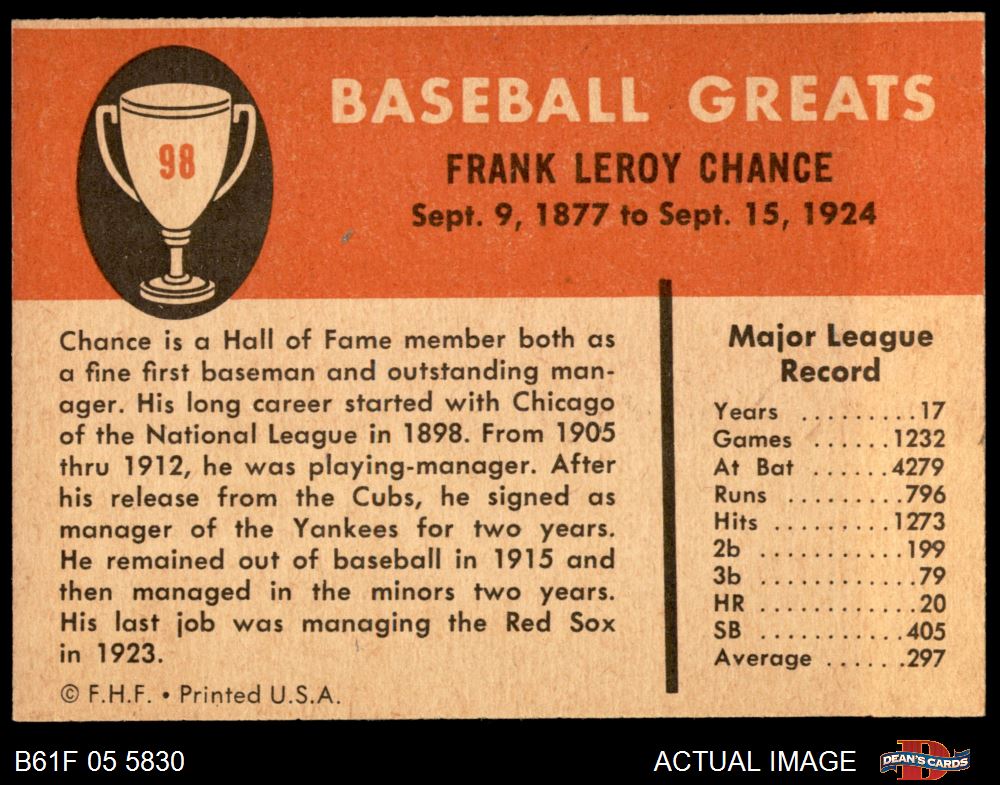 98
BASEBALL GREATS
FRANK LEROY CHANCE
Sept. 9, 1877 to Sept. 15, 1924
Chance is a Hall of Fame member both as
a fine first baseman and outstanding man-
ager. His long career started with Chicago
of the National League in 1898. From 1905
thru 1912, he was playing-manager. After
his release from the Cubs, he signed as
manager of the Yankees for two years.
He remained out of baseball in 1915 and
then managed in the minors two years.
His last job was managing the Red Sox
in 1923.
© F.H.F. • Printed U.S.A.
Major League
Record
Years .........17
Games ......1232
At Bat ......4279
Runs .........796
Hits .........1273
2b ...........199
3b ............79
HR ............20
SB ...........405
Average ......297
B61F 05 5830
ACTUAL IMAGE
D
DEAN'S CARDS